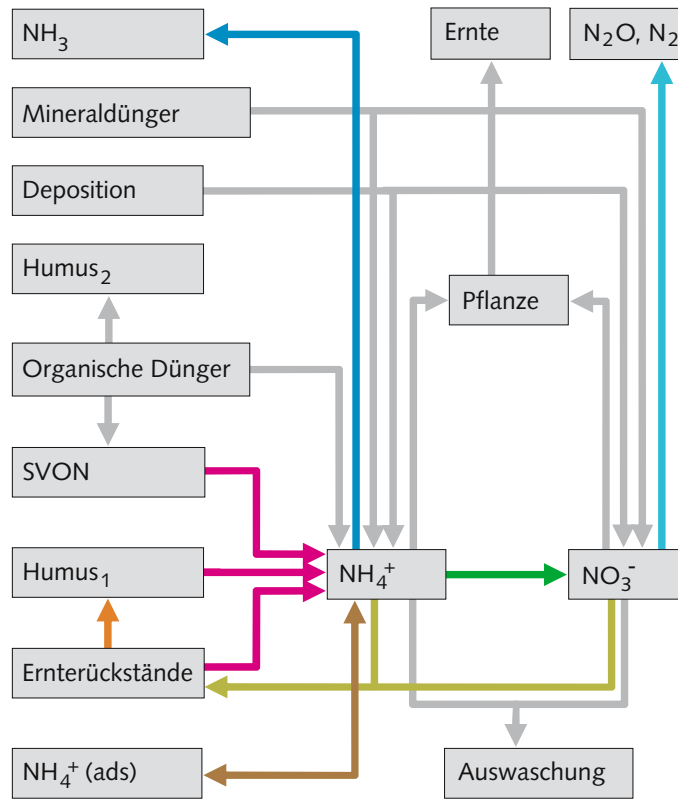 NH₃
Ernte
N₂O, N₂
Mineraldünger
Deposition
Humus₂
Pflanze
Organische Dünger
SVON
Humus₁
NH₄⁺
NO₃⁻
Ernterückstände
NH₄⁺ (ads)
Auswaschung